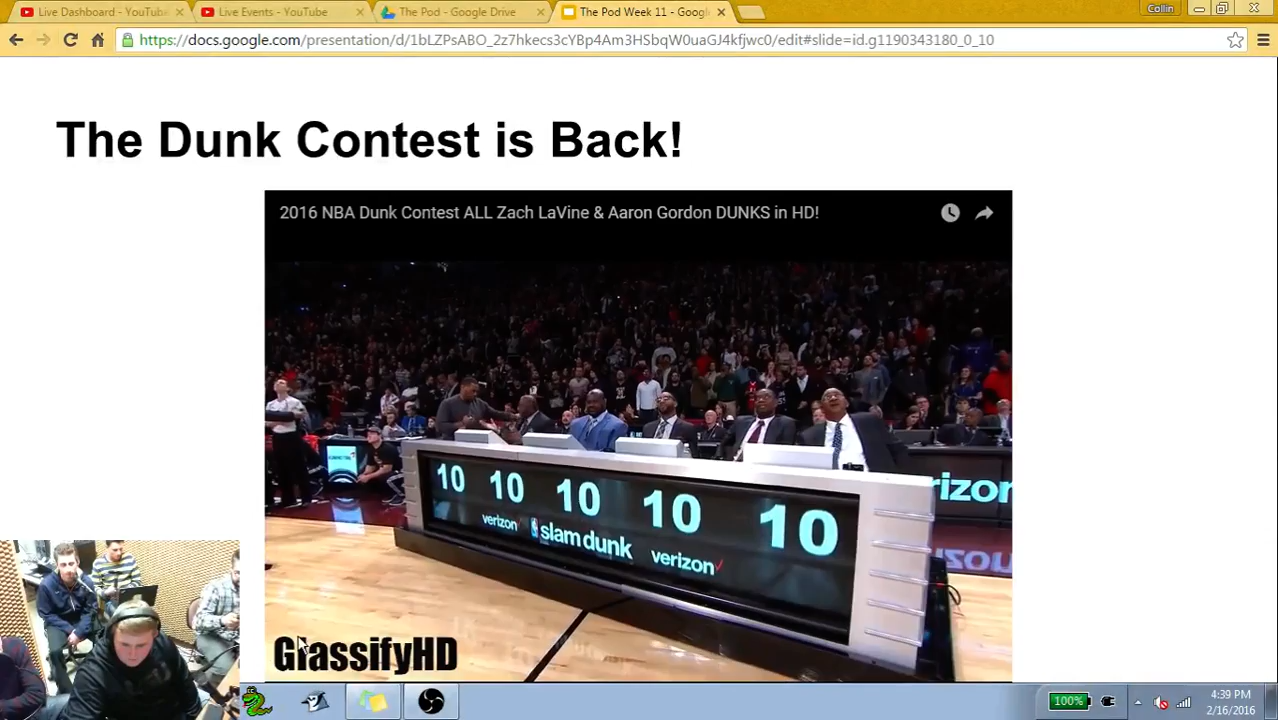 Live Dashboard - YouTube
Live Events - YouTube
The Pod - Google Drive
The Pod Week 11 - Googl
Collin
https://docs.google.com/presentation/d/1bLZPsABO_2z7hkecs3cYBp4Am3HSbqW0uaGJ4kfjwc0/edit#slide=id.g1190343180_0_10
The Dunk Contest is Back!
2016 NBA Dunk Contest ALL Zach LaVine & Aaron Gordon DUNKS in HD!
10 10 10 10 10
verizon slam dunk verizon
rizon
GlassifyHD
100%
4:39 PM
2/16/2016